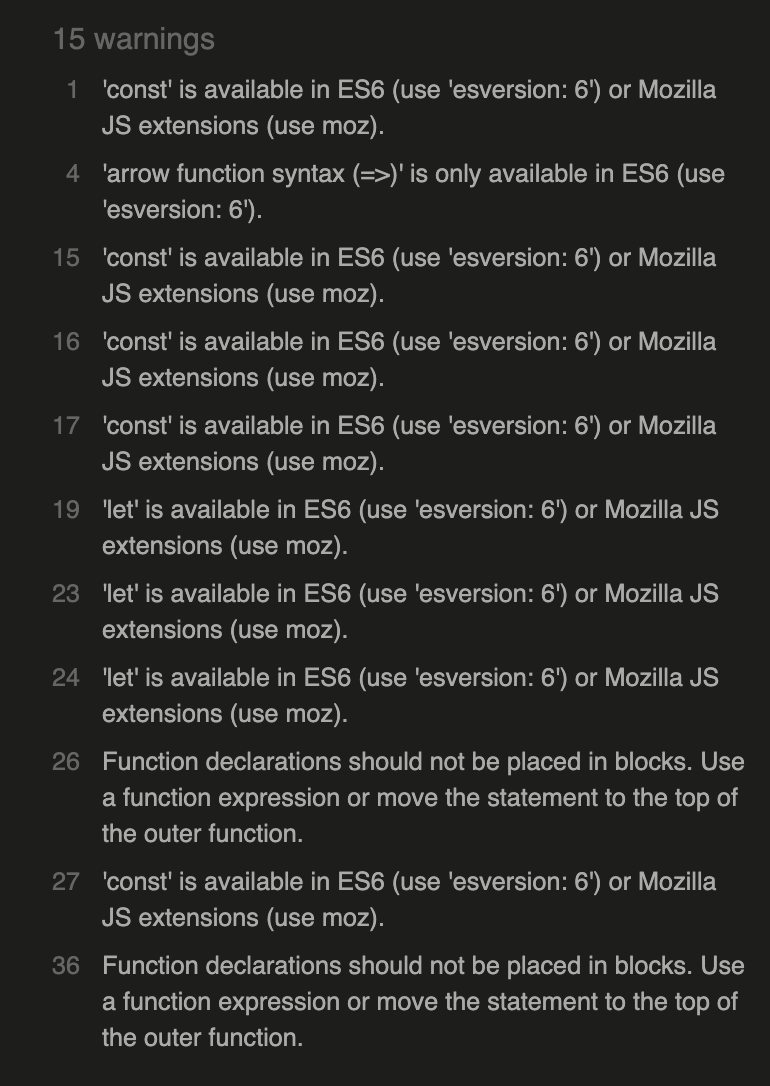 15 warnings
1 'const' is available in ES6 (use 'esversion: 6') or Mozilla
JS extensions (use moz).
4 'arrow function syntax (=>)' is only available in ES6 (use
'esversion: 6').
15 'const' is available in ES6 (use 'esversion: 6') or Mozilla
JS extensions (use moz).
16 'const' is available in ES6 (use 'esversion: 6') or Mozilla
JS extensions (use moz).
17 'const' is available in ES6 (use 'esversion: 6') or Mozilla
JS extensions (use moz).
19 'let' is available in ES6 (use 'esversion: 6') or Mozilla JS
extensions (use moz).
23 'let' is available in ES6 (use 'esversion: 6') or Mozilla JS
extensions (use moz).
24 'let' is available in ES6 (use 'esversion: 6') or Mozilla JS
extensions (use moz).
26 Function declarations should not be placed in blocks. Use
a function expression or move the statement to the top of
the outer function.
27 'const' is available in ES6 (use 'esversion: 6') or Mozilla
JS extensions (use moz).
36 Function declarations should not be placed in blocks. Use
a function expression or move the statement to the top of
the outer function.